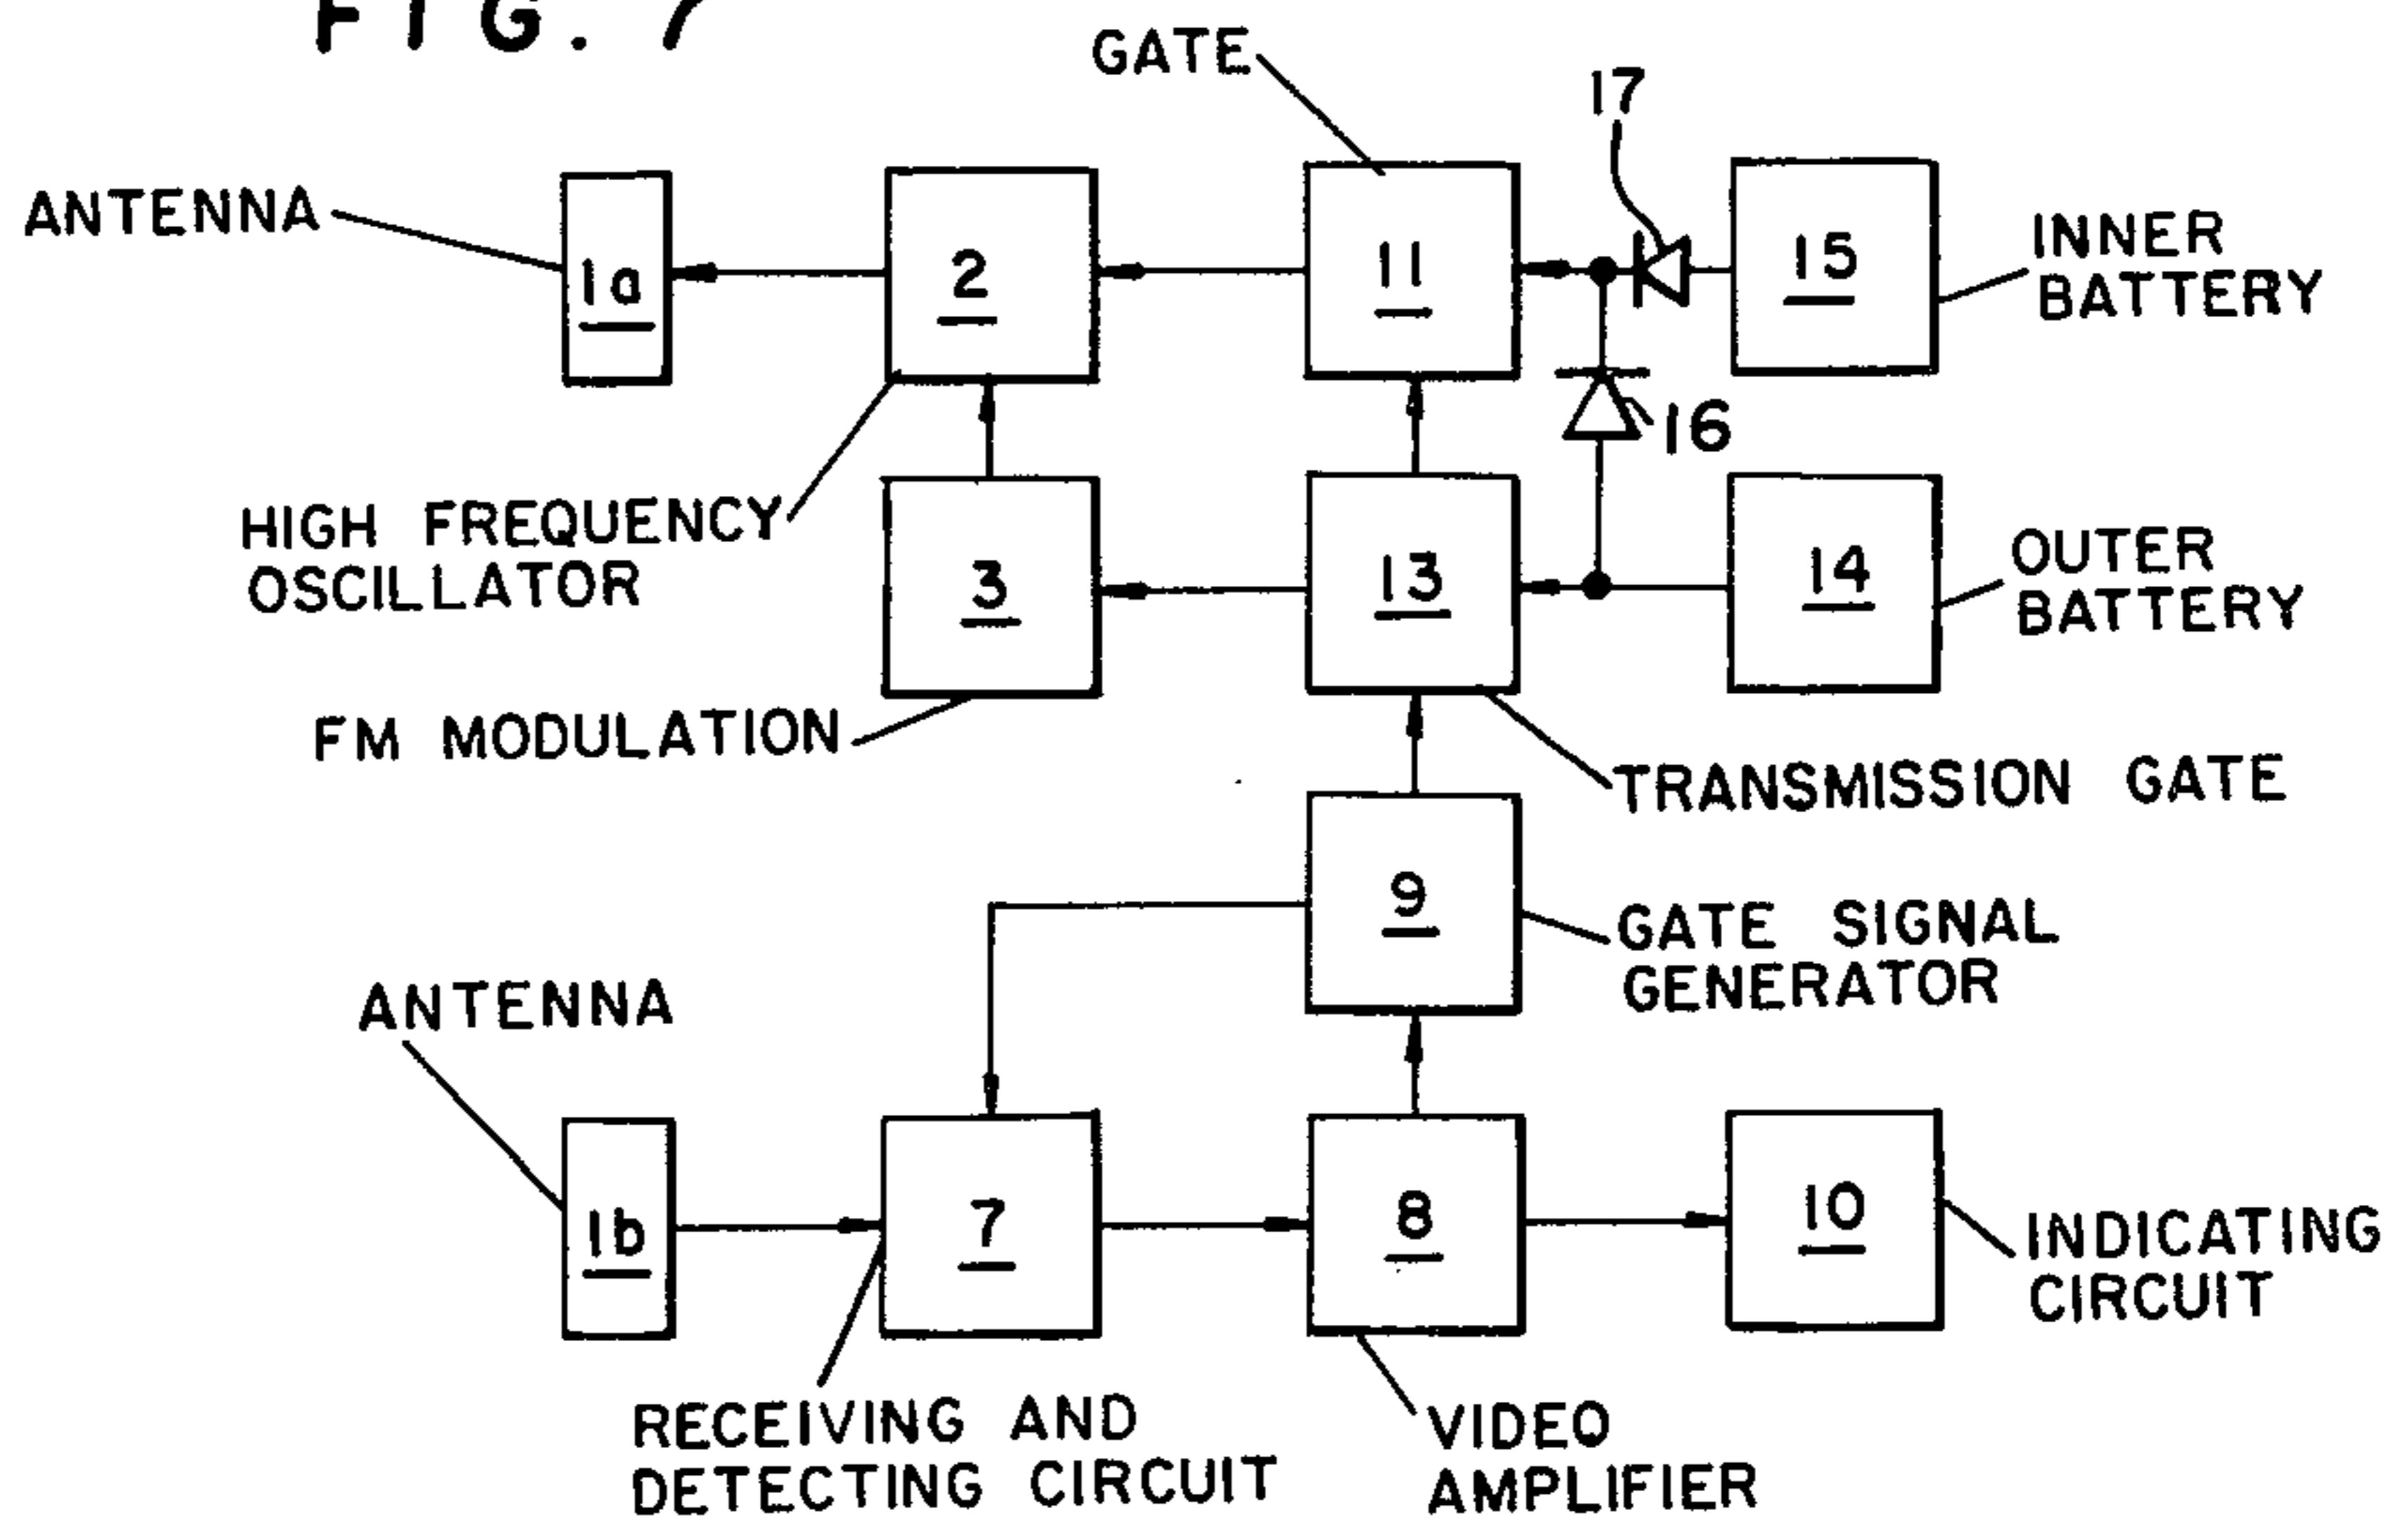 FIG. 7
GATE
17
ANTENNA
1a
2
11
15
INNER
BATTERY
16
HIGH FREQUENCY
OSCILLATOR
3
13
14
OUTER
BATTERY
FM MODULATION
TRANSMISSION GATE
9
GATE SIGNAL
GENERATOR
ANTENNA
1b
7
8
10
INDICATING
CIRCUIT
RECEIVING AND
DETECTING CIRCUIT
VIDEO
AMPLIFIER